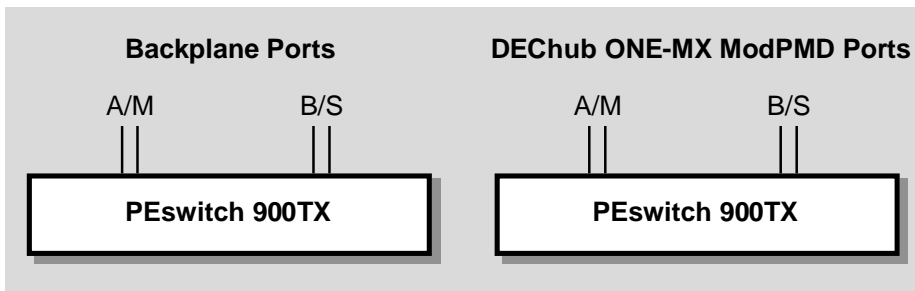 Backplane Ports
A/M B/S
PEswitch 900TX
DEChub ONE-MX ModPMD Ports
A/M B/S
PEswitch 900TX